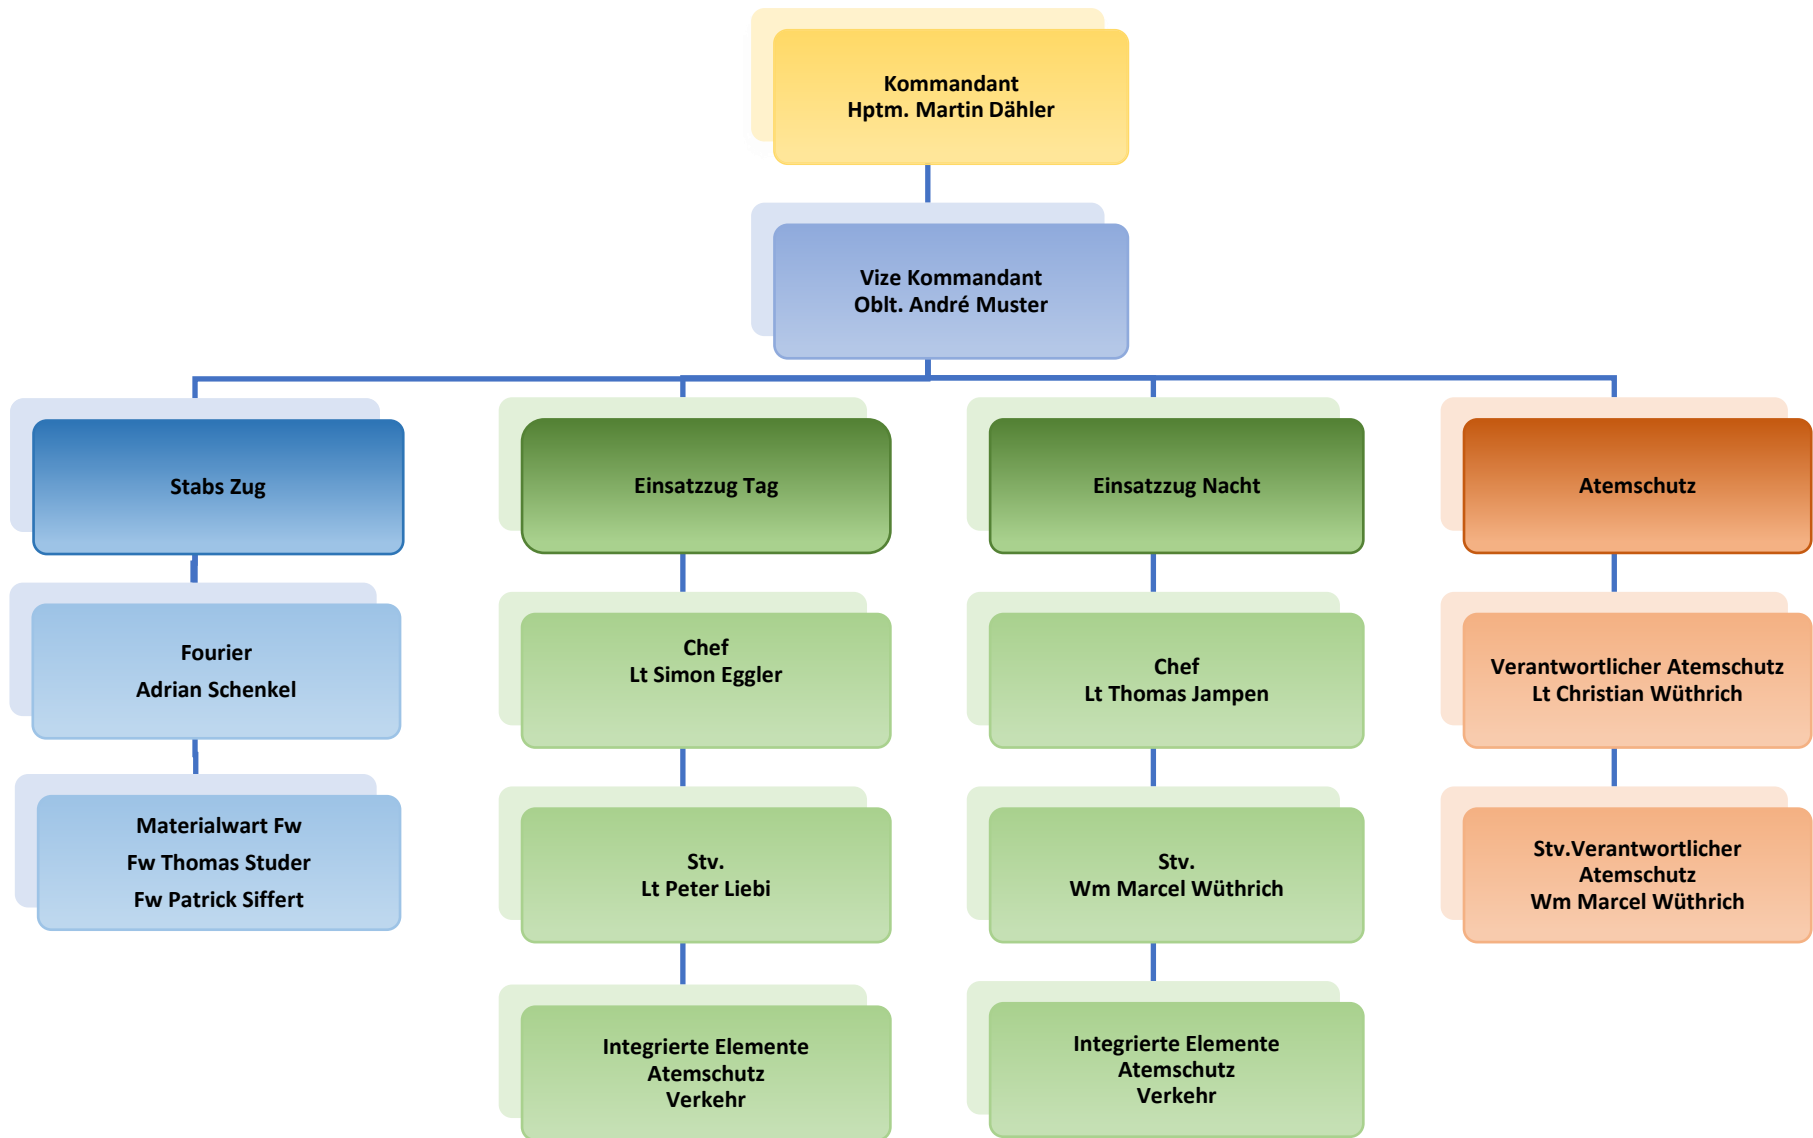 Kommandant
Hptm. Martin Dähler
Vize Kommandant
Oblt. André Muster
Stabs Zug
Einsatzzug Tag
Einsatzzug Nacht
Atemschutz
Fourier
Adrian Schenkel
Chef
Lt Simon Eggler
Chef
Lt Thomas Jampen
Verantwortlicher Atemschutz
Lt Christian Wüthrich
Materialwart Fw
Fw Thomas Studer
Fw Patrick Siffert
Stv.
Lt Peter Liebi
Stv.
Wm Marcel Wüthrich
Stv.Verantwortlicher
Atemschutz
Wm Marcel Wüthrich
Integrierte Elemente
Atemschutz
Verkehr
Integrierte Elemente
Atemschutz
Verkehr